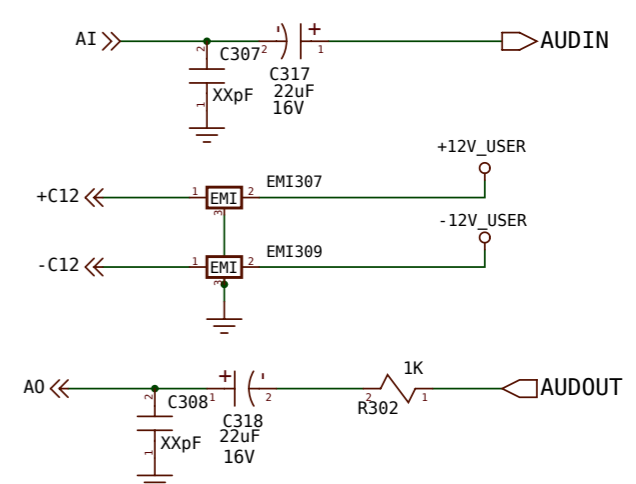 AI
AUDIN
2
C307
2
-
+
1
C317
1
XXpF
22uF
16V
+12V_USER
+C12
1
EMI
2
EMI307
3
-12V_USER
-C12
1
EMI
2
EMI309
3
1K
AO
AUDOUT
2
C308
1
+
-
2
2
R302
1
C318
1
XXpF
22uF
16V